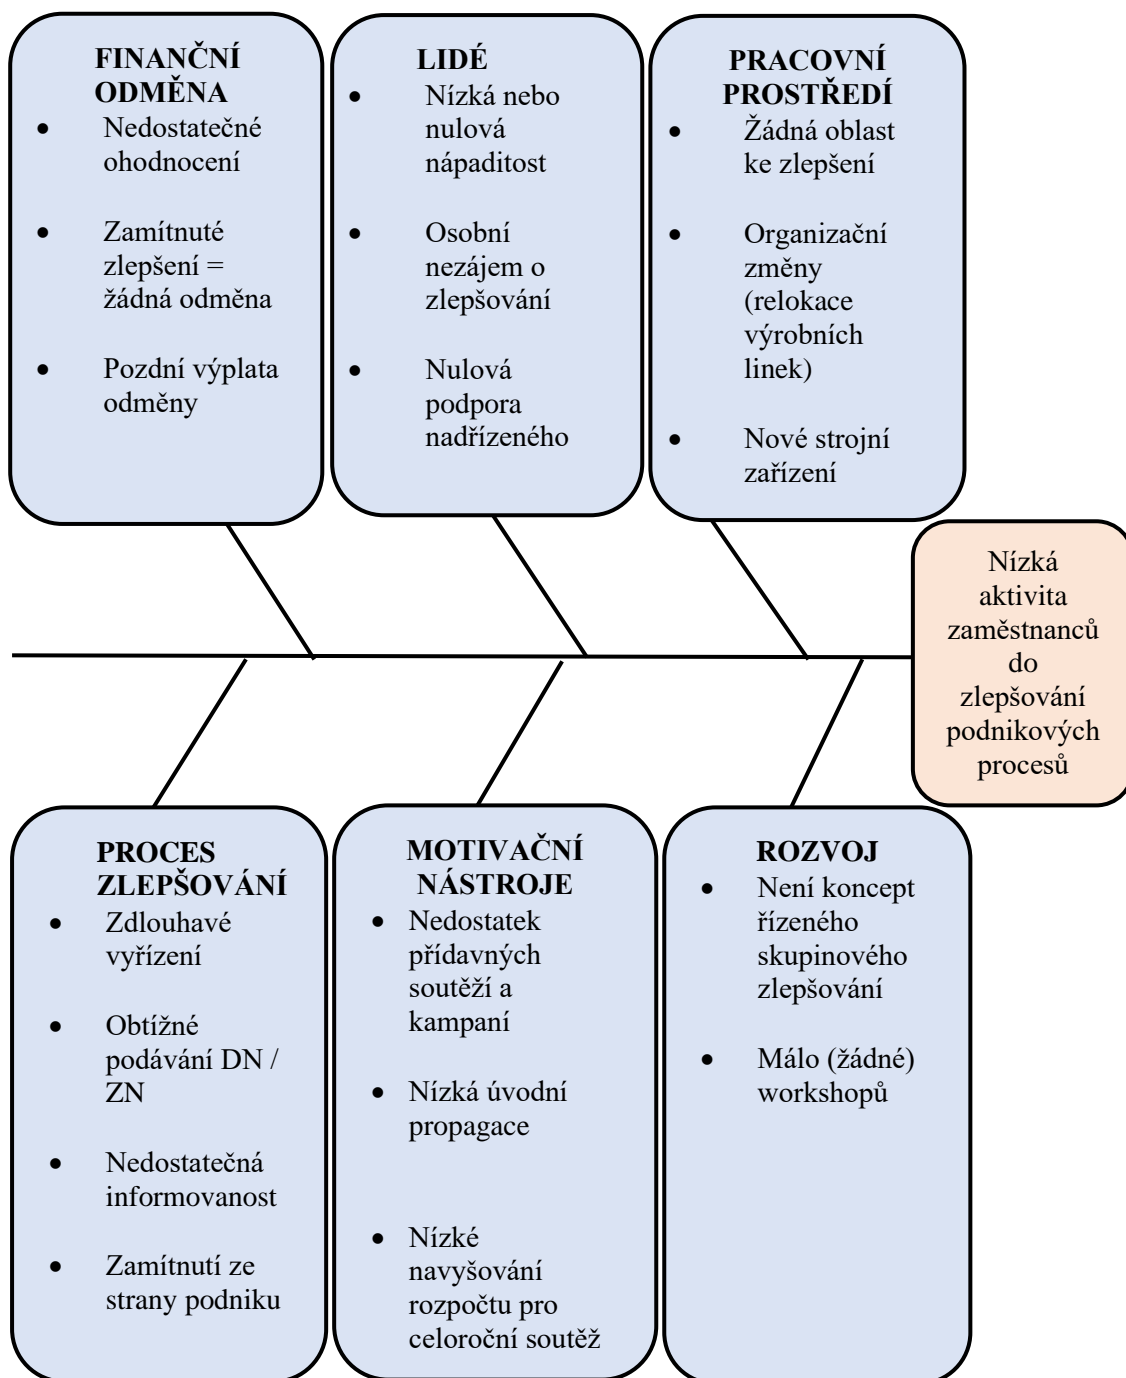 FINANČNÍ
ODMĚNA
• Nedostatečné
ohodnocení
• Zamítnuté
zlepšení =
žádná odměna
• Pozdní výplata
odměny
LIDÉ
• Nízká nebo
nulová
nápaditost
• Osobní
nezájem o
zlepšování
• Nulová
podpora
nadřízeného
PRACOVNÍ
PROSTŘEDÍ
• Žádná oblast
ke zlepšení
• Organizační
změny
(relokace
výrobních
linek)
• Nové strojní
zařízení
Nízká
aktivita
zaměstnanců
do
zlepšování
podnikových
procesů
PROCES
ZLEPŠOVÁNÍ
• Zdlouhavé
vyřízení
• Obtížné
podávání DN /
ZN
• Nedostatečná
informovanost
• Zamítnutí ze
strany podniku
MOTIVAČNÍ
NÁSTROJE
• Nedostatek
přídavných
soutěží a
kampaní
• Nízká úvodní
propagace
• Nízké
navyšování
rozpočtu pro
celoroční soutěž
ROZVOJ
• Není koncept
řízeného
skupinového
zlepšování
• Málo (žádné)
workshopů